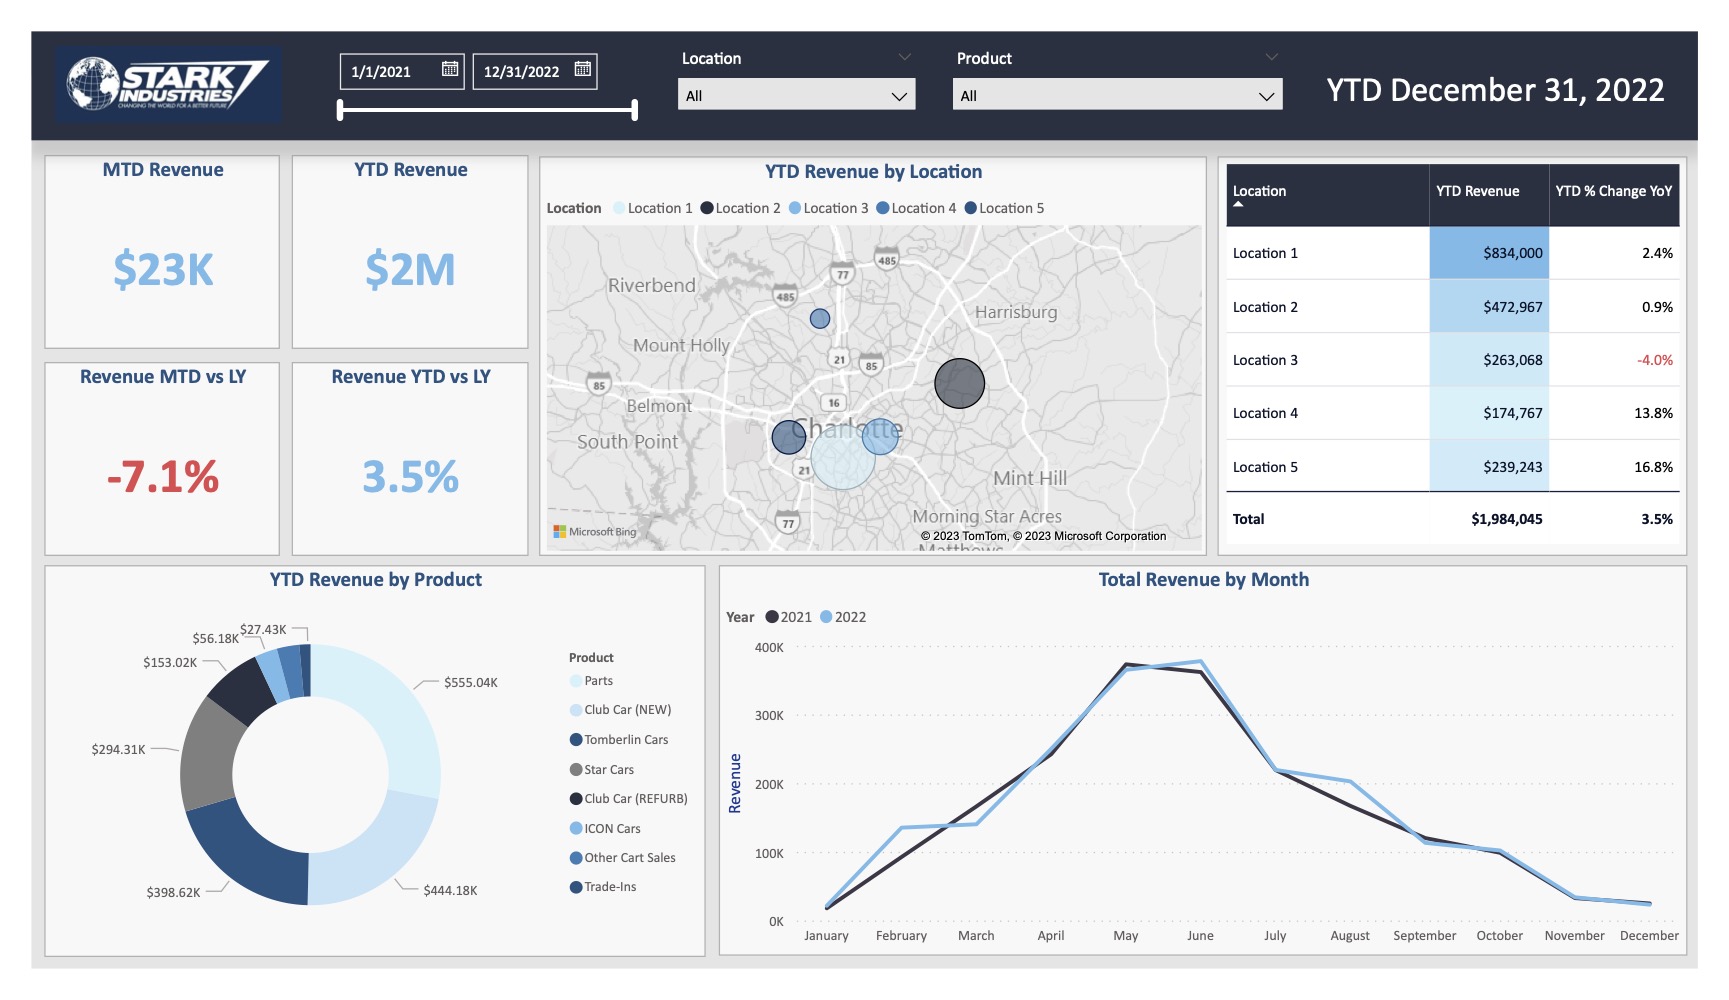 STARK
INDUSTRIES
CHANGING THE WORLD FOR A BETTER FUTURE
1/1/2021
12/31/2022
Location
All
Product
All
YTD December 31, 2022
MTD Revenue
$23K
YTD Revenue
$2M
Revenue MTD vs LY
-7.1%
Revenue YTD vs LY
3.5%
YTD Revenue by Location
Location Location 1 Location 2 Location 3 Location 4 Location 5
77
485
Riverbend
485
Harrisburg
Mount Holly
21
85
85
16
Belmont
Charlotte
South Point
21
Mint Hill
77
Morning Star Acres
Microsoft Bing
© 2023 TomTom, © 2023 Microsoft Corporation
Matthews
Location YTD Revenue YTD % Change YoY
Location 1 $834,000 2.4%
Location 2 $472,967 0.9%
Location 3 $263,068 -4.0%
Location 4 $174,767 13.8%
Location 5 $239,243 16.8%
Total $1,984,045 3.5%
YTD Revenue by Product
$27.43K
$56.18K
$153.02K
$555.04K
$294.31K
$398.62K
$444.18K
Product
Parts
Club Car (NEW)
Tomberlin Cars
Star Cars
Club Car (REFURB)
ICON Cars
Other Cart Sales
Trade-Ins
Total Revenue by Month
Year 2021 2022
Revenue
400K
300K
200K
100K
0K
January February March April May June July August September October November December